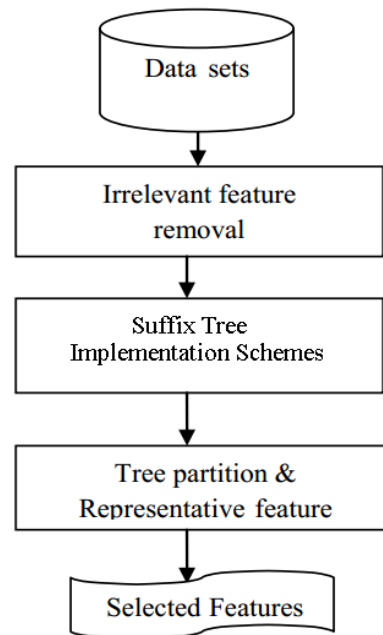 Data sets
Irrelevant feature
removal
Suffix Tree
Implementation Schemes
Tree partition &
Representative feature
Selected Features